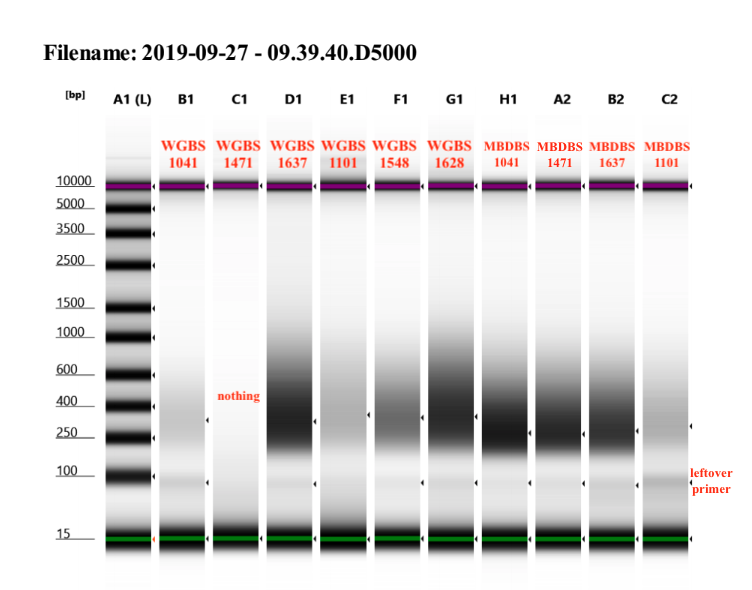 Filename: 2019-09-27 - 09.39.40.D5000
[bp] A1 (L) B1 C1 D1 E1 F1 G1 H1 A2 B2 C2
WGBS WGBS WGBS WGBS WGBS WGBS MBDBS MBDBS MBDBS MBDBS
1041 1471 1637 1101 1548 1628 1041 1471 1637 1101
10000
5000
3500
2500
1500
1000
600
400
nothing
250
100
leftover
primer
15